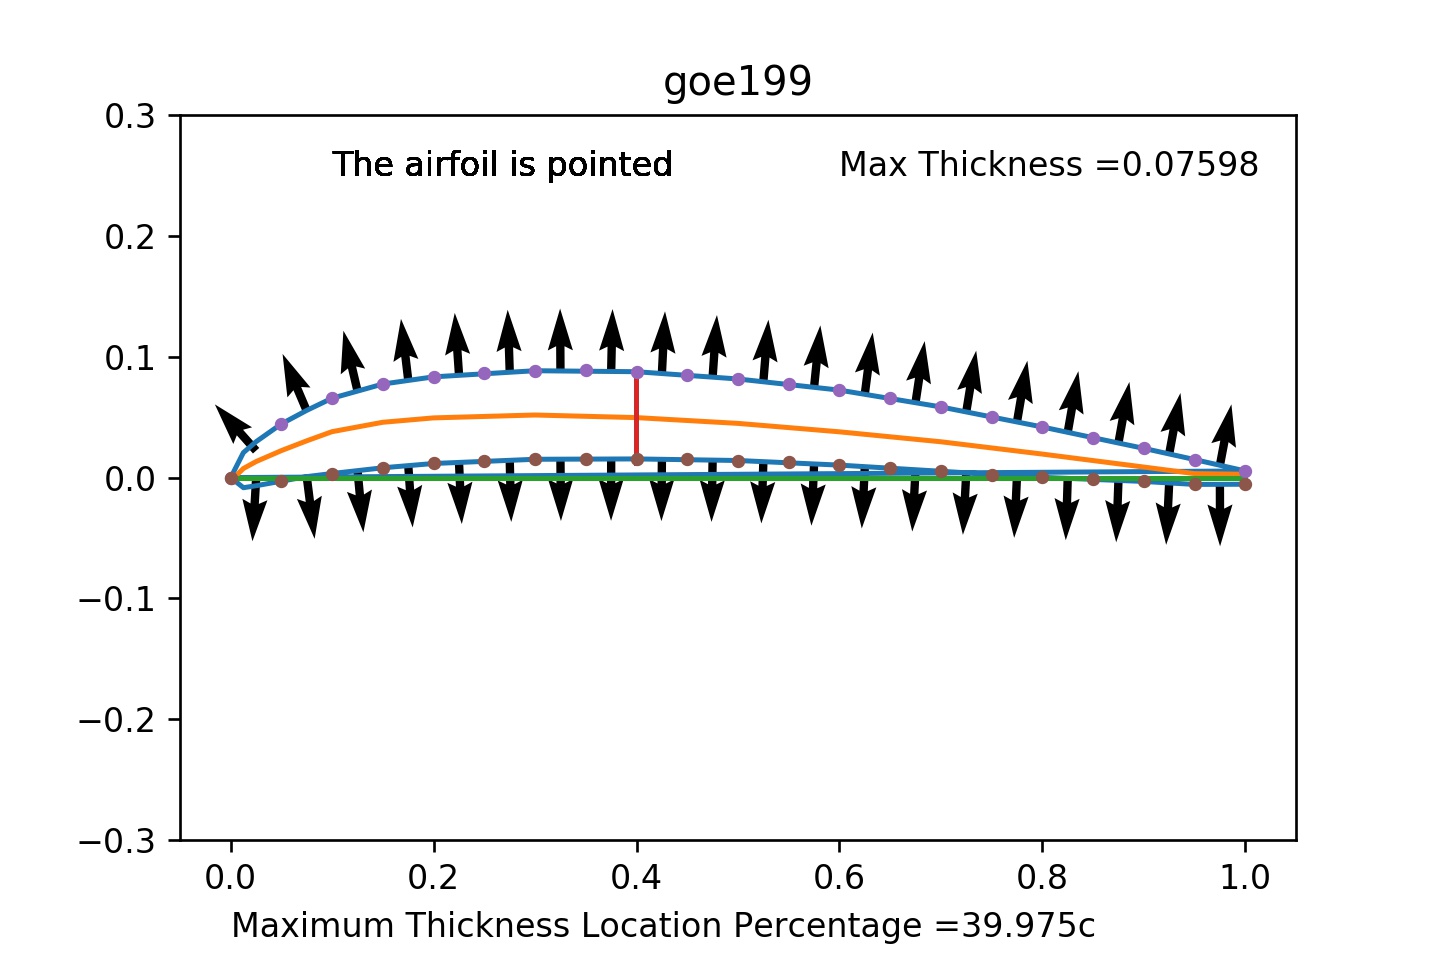 goe199
The airfoil is pointed
Max Thickness =0.07598
0.3
0.2
0.1
0.0
−0.1
−0.2
−0.3
0.0 0.2 0.4 0.6 0.8 1.0
Maximum Thickness Location Percentage =39.975c